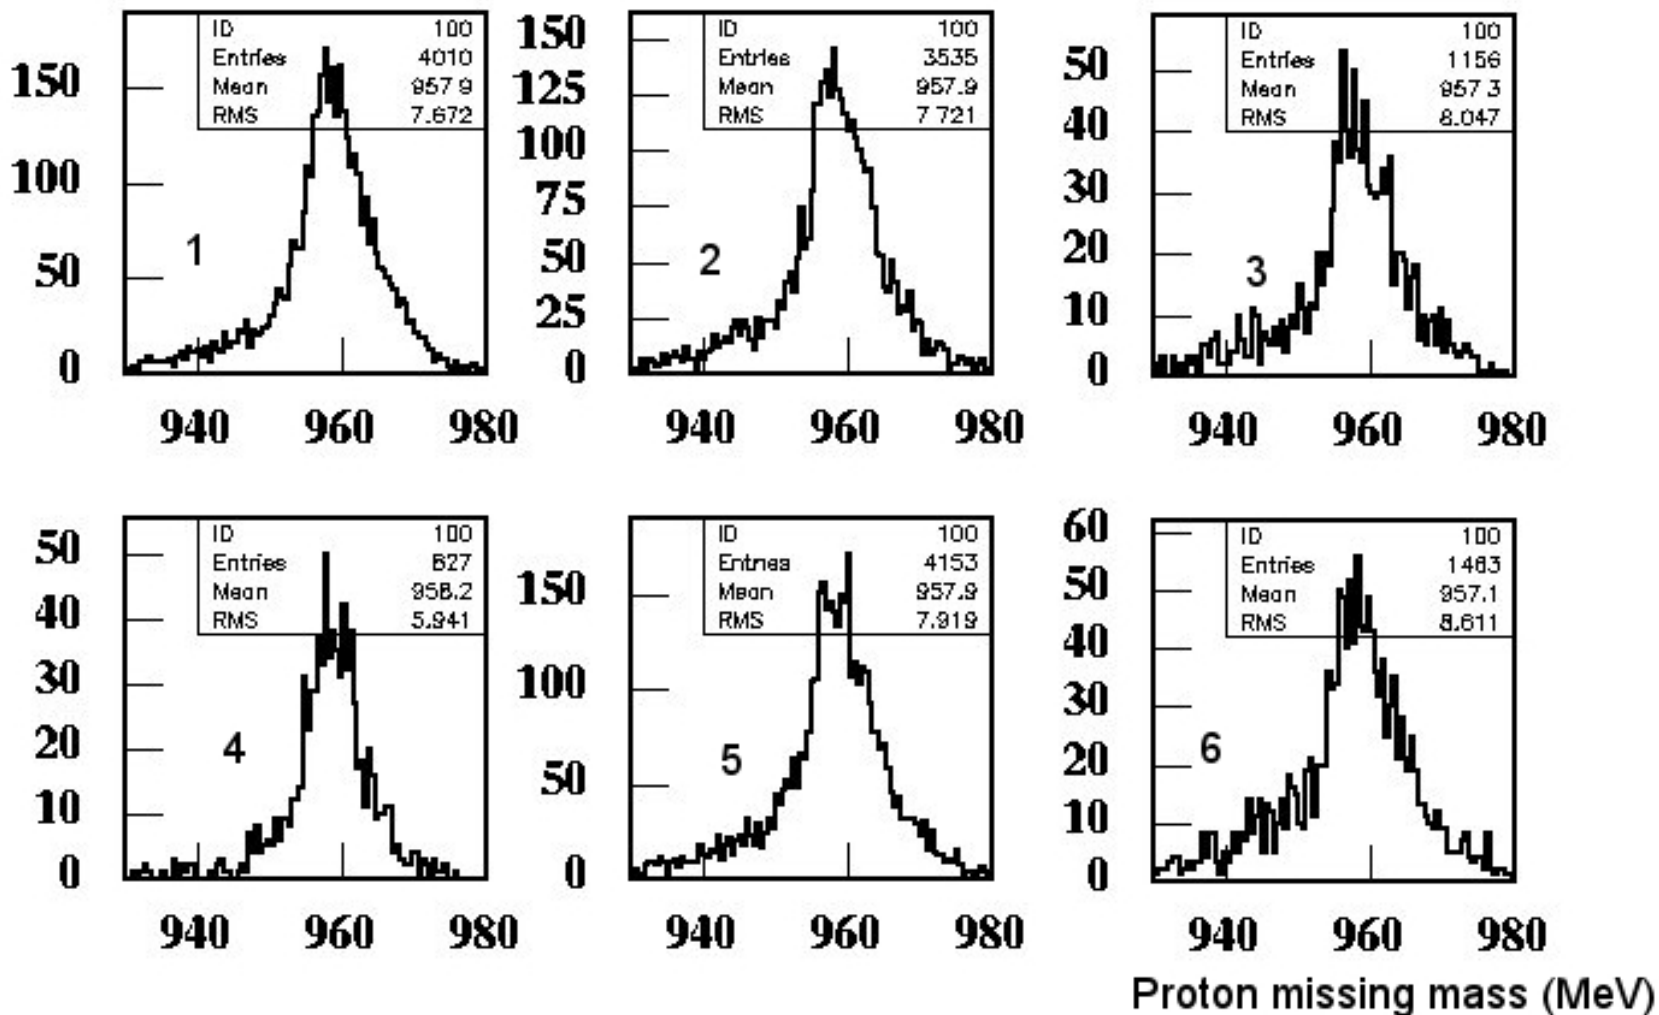 ID 100
Entries 4010
Mean 957.9
RMS 7.672
150
100
50
0
1
940 960 980
ID 100
Entries 3535
Mean 957.9
RMS 7.721
150
125
100
75
50
25
0
2
940 960 980
ID 100
Entries 1156
Mean 957.3
RMS 8.047
50
40
30
20
10
0
3
940 960 980
ID 100
Entries 827
Mean 958.2
RMS 5.941
50
40
30
20
10
0
4
940 960 980
ID 100
Entries 4153
Mean 957.9
RMS 7.919
150
100
50
0
5
940 960 980
ID 100
Entries 1483
Mean 957.1
RMS 8.611
60
50
40
30
20
10
0
6
940 960 980
Proton missing mass (MeV)